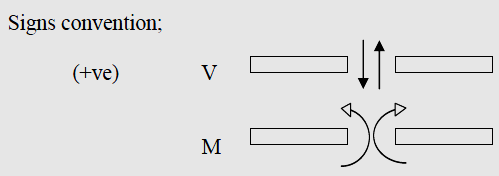 Signs convention;
(+ve) V
M